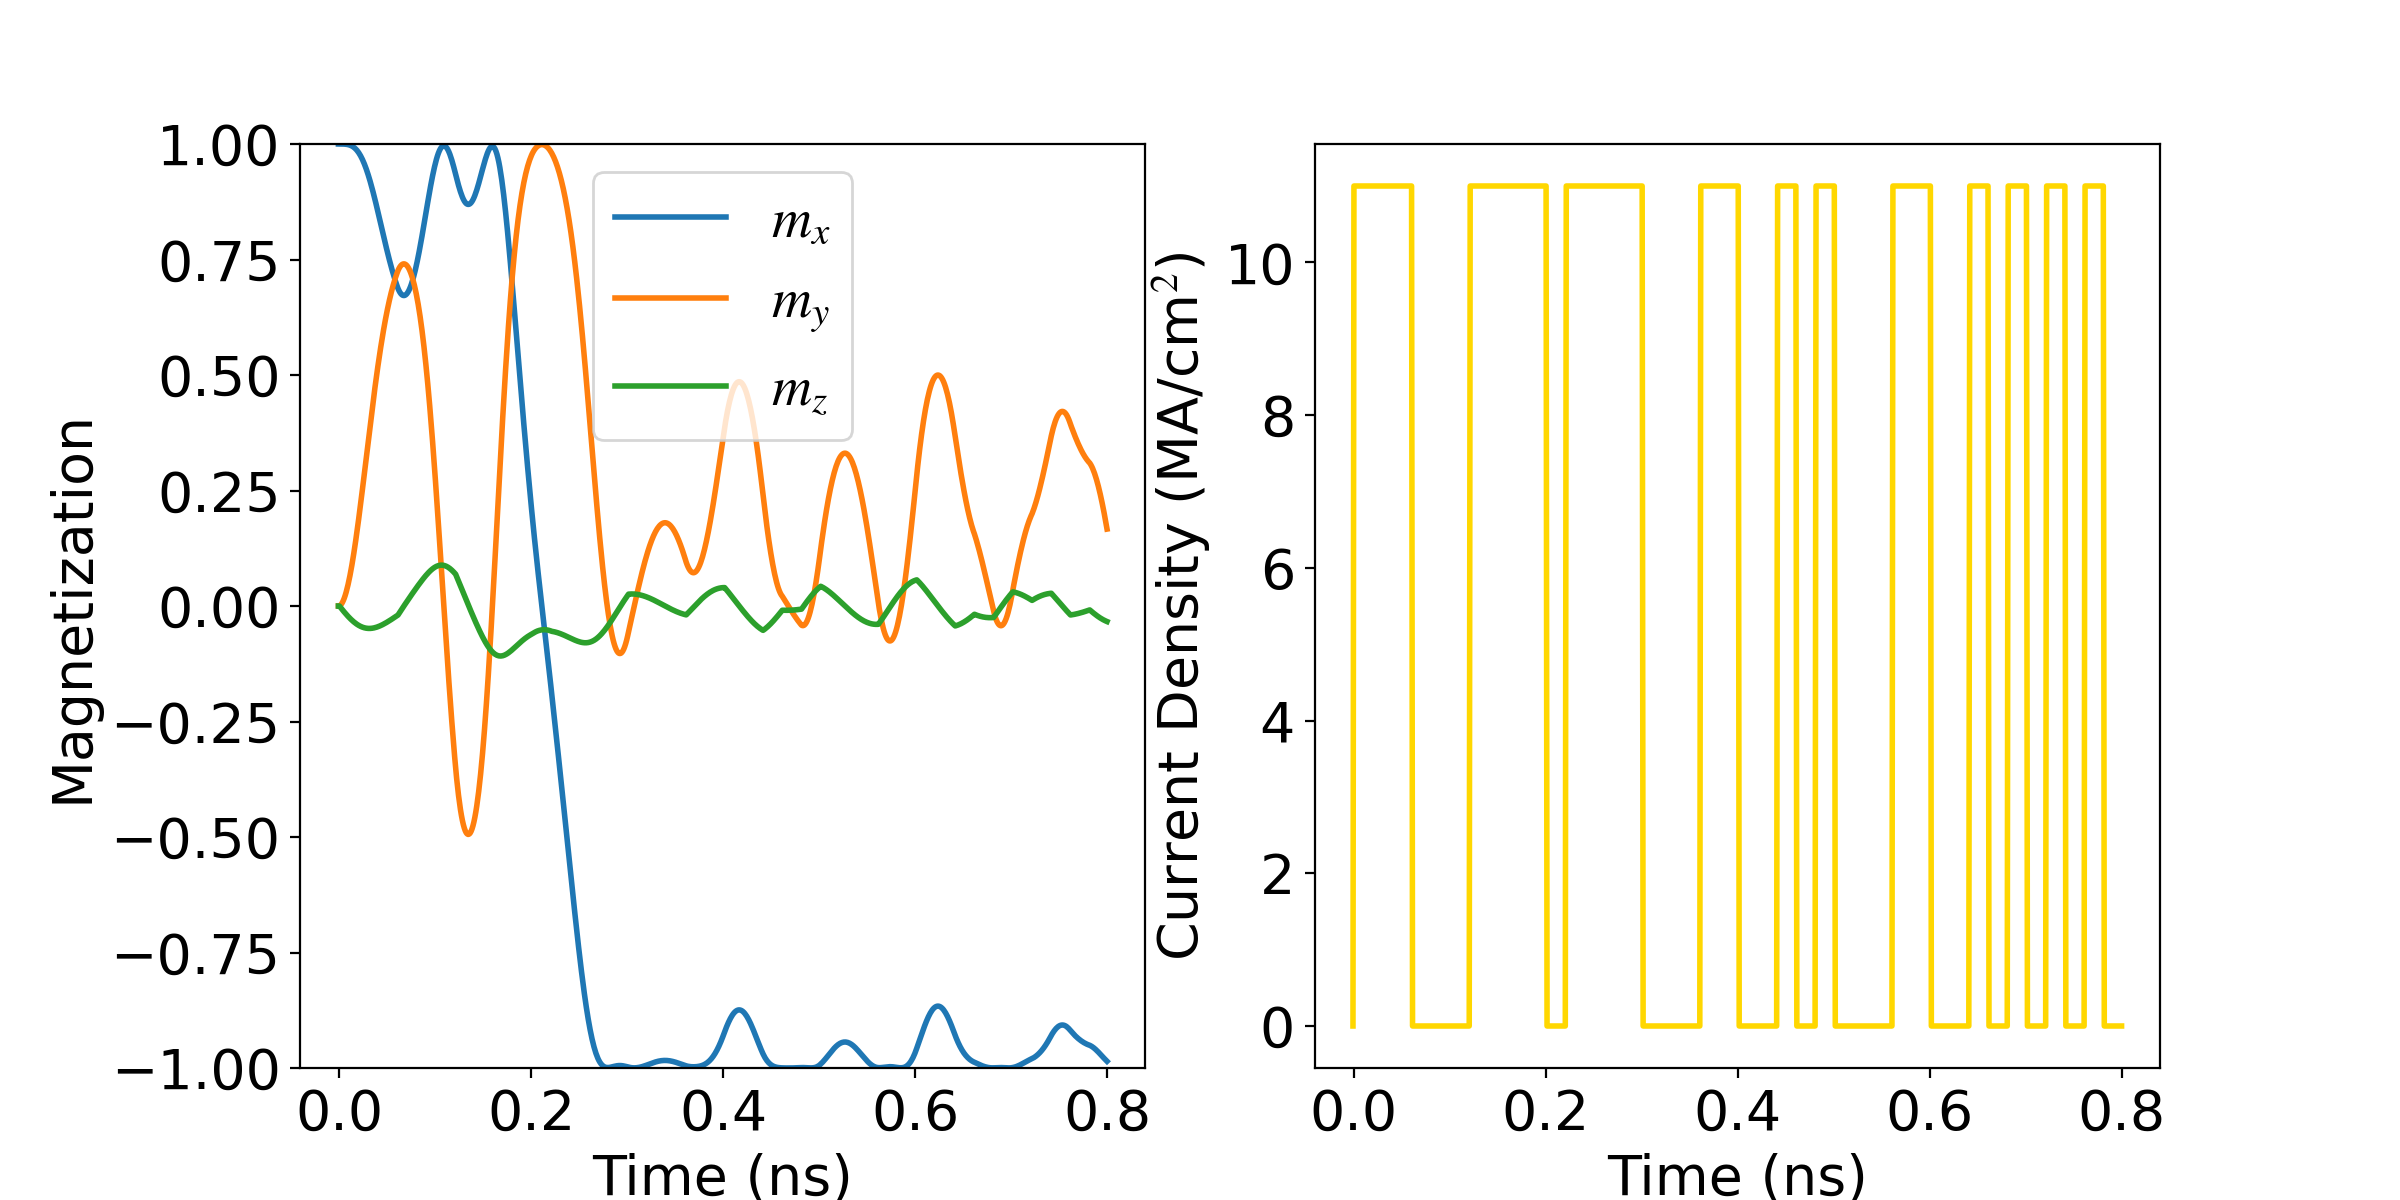 Magnetization
1.00
0.75
0.50
0.25
0.00
−0.25
−0.50
−0.75
−1.00
0.0 0.2 0.4 0.6 0.8
Time (ns)
m_x
m_y
m_z
Current Density (MA/cm²)
10
8
6
4
2
0
0.0 0.2 0.4 0.6 0.8
Time (ns)